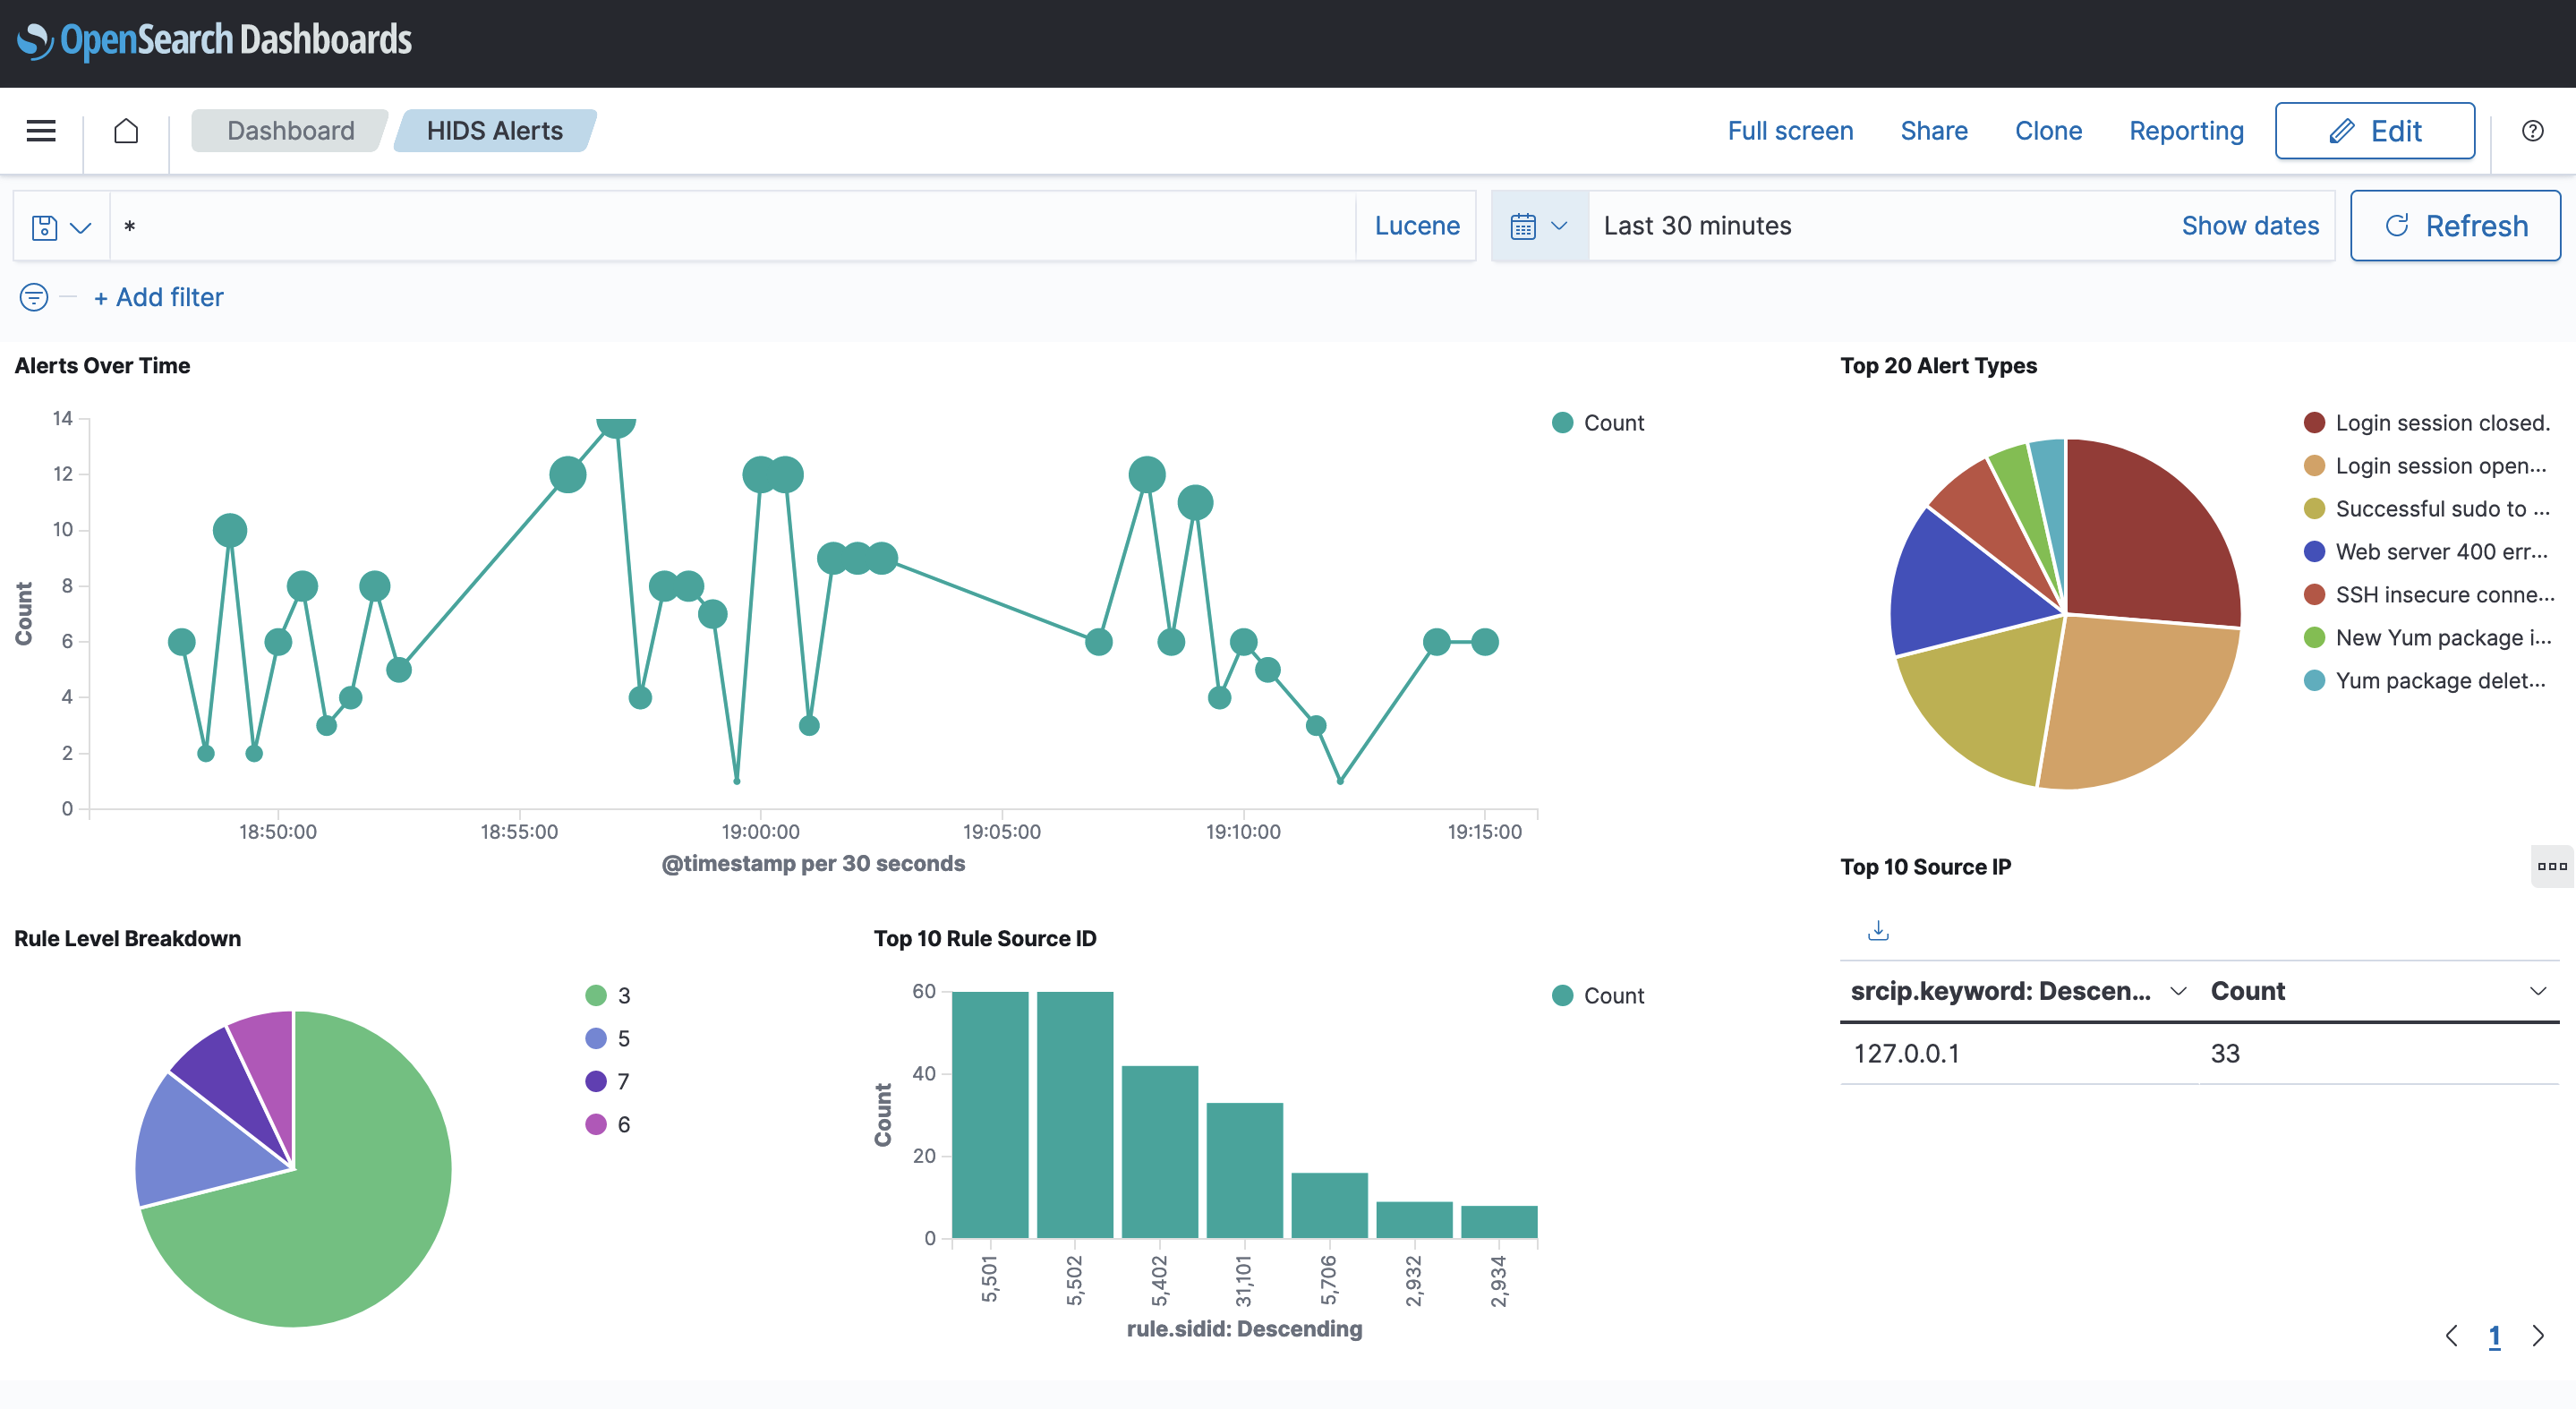 OpenSearch Dashboards
Dashboard
HIDS Alerts
Full screen
Share
Clone
Reporting
Edit
*
Lucene
Last 30 minutes
Show dates
Refresh
+ Add filter
Alerts Over Time
14
12
10
8
6
4
2
0
Count
18:50:00
18:55:00
19:00:00
19:05:00
19:10:00
19:15:00
@timestamp per 30 seconds
Count
Top 20 Alert Types
Login session closed.
Login session open...
Successful sudo to ...
Web server 400 err...
SSH insecure conne...
New Yum package i...
Yum package delet...
Rule Level Breakdown
3
5
7
6
Top 10 Rule Source ID
60
40
20
0
Count
5,501
5,502
5,402
31,101
5,706
2,932
2,934
rule.sidid: Descending
Count
Top 10 Source IP
srcip.keyword: Descen...
Count
127.0.0.1
33
1